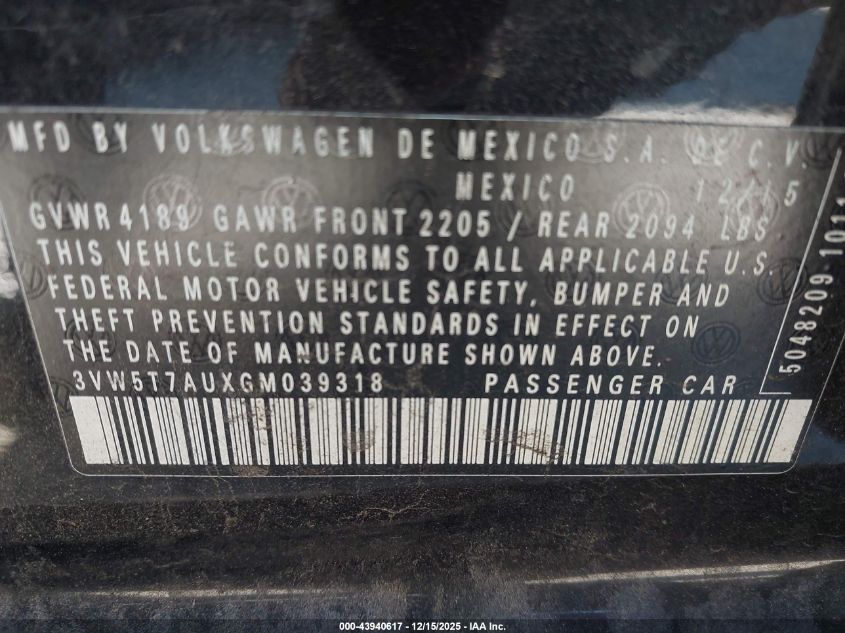 MFD BY VOLKSWAGEN DE MEXICO S.A. DE C.V.
MEXICO 12/15
GVWR 4189 GAWR FRONT 2205 / REAR 2094 LBS
THIS VEHICLE CONFORMS TO ALL APPLICABLE U.S.
FEDERAL MOTOR VEHICLE SAFETY, BUMPER AND
THEFT PREVENTION STANDARDS IN EFFECT ON
THE DATE OF MANUFACTURE SHOWN ABOVE.
3VW5T7AUXGM039318 PASSENGER CAR
5048209 1011
000-43940617 - 12/15/2025 - IAA Inc.